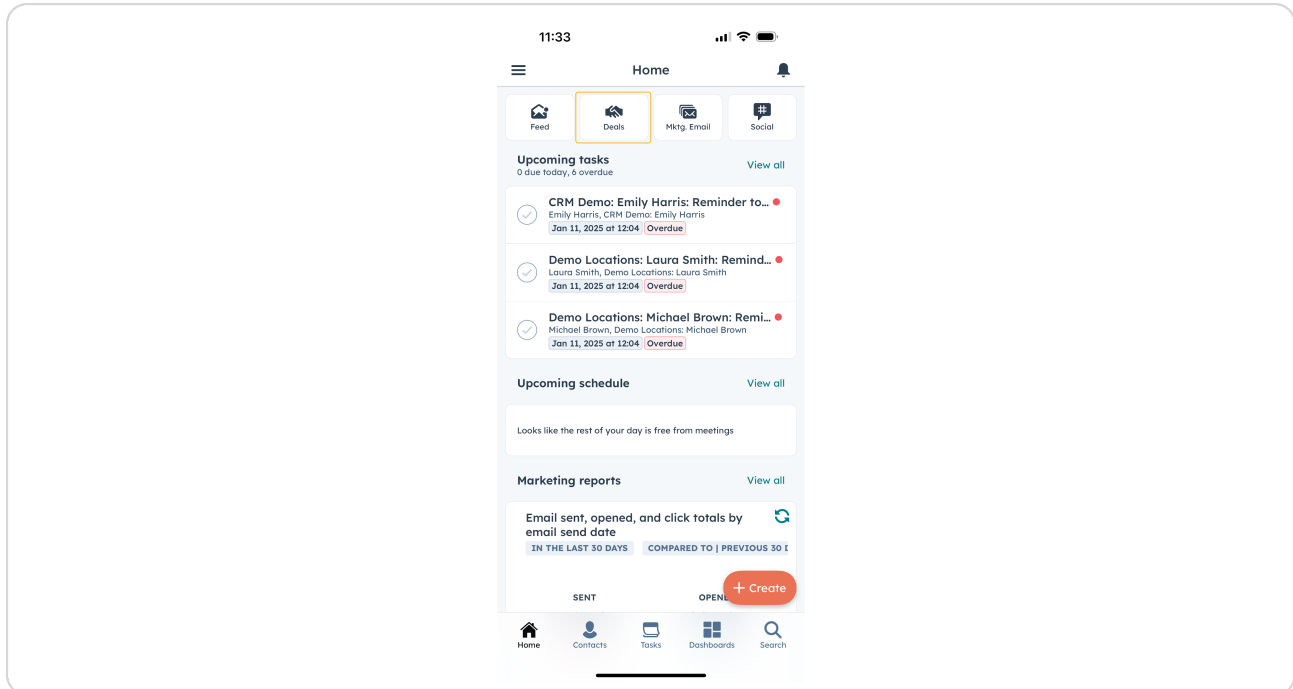 11:33
Home
Feed
Deals
Mktg. Email
Social
Upcoming tasks
View all
0 due today, 6 overdue
CRM Demo: Emily Harris: Reminder to...
Emily Harris, CRM Demo: Emily Harris
Jan 11, 2025 at 12:04 Overdue
Demo Locations: Laura Smith: Remind...
Laura Smith, Demo Locations: Laura Smith
Jan 11, 2025 at 12:04 Overdue
Demo Locations: Michael Brown: Remi...
Michael Brown, Demo Locations: Michael Brown
Jan 11, 2025 at 12:04 Overdue
Upcoming schedule
View all
Looks like the rest of your day is free from meetings
Marketing reports
View all
Email sent, opened, and click totals by
email send date
IN THE LAST 30 DAYS COMPARED TO | PREVIOUS 30 D
+ Create
SENT
OPENE
Home
Contacts
Tasks
Dashboards
Search